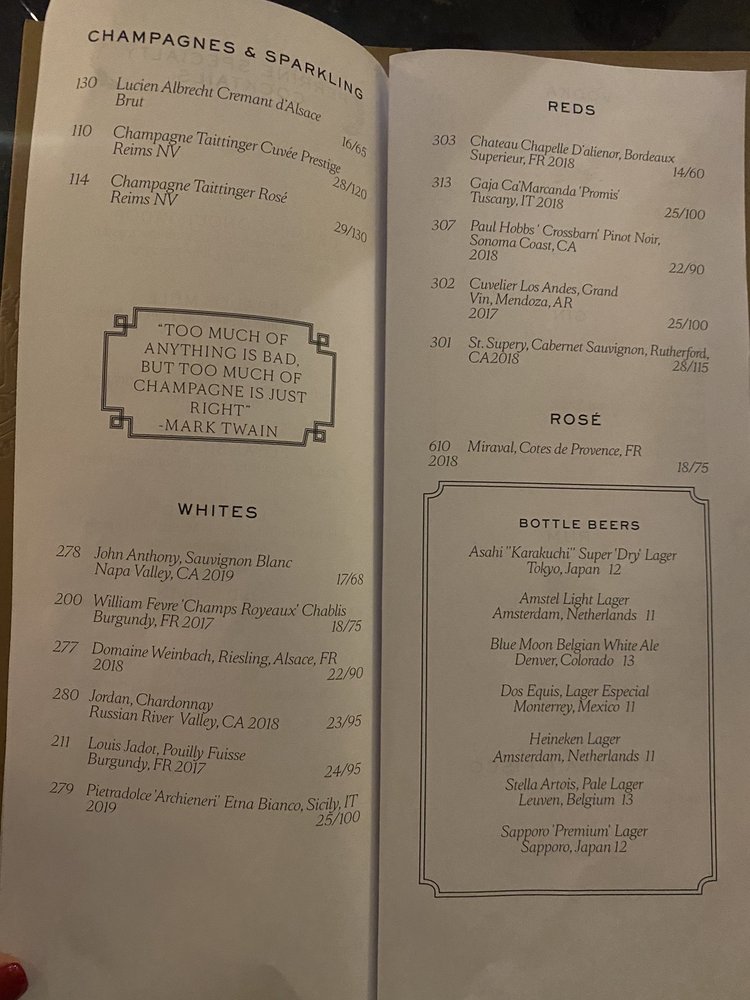 CHAMPAGNES & SPARKLING
130 Lucien Albrecht Cremant d'Alsace
Brut
16/65
110 Champagne Taittinger Cuvée Prestige
Reims NV
28/120
114 Champagne Taittinger Rosé
Reims NV
29/130
"TOO MUCH OF
ANYTHING IS BAD,
BUT TOO MUCH OF
CHAMPAGNE IS JUST
RIGHT"
-MARK TWAIN
WHITES
278 John Anthony, Sauvignon Blanc
Napa Valley, CA 2019 17/68
200 William Fevre 'Champs Royeaux' Chablis
Burgundy, FR 2017 18/75
277 Domaine Weinbach, Riesling, Alsace, FR
2018 22/90
280 Jordan, Chardonnay
Russian River Valley, CA 2018 23/95
211 Louis Jadot, Pouilly Fuisse
Burgundy, FR 2017 24/95
279 Pietradolce 'Archieneri' Etna Bianco, Sicily, IT
2019 25/100
REDS
303 Chateau Chapelle D'alienor, Bordeaux
Superieur, FR 2018 14/60
313 Gaja Ca'Marcanda 'Promis'
Tuscany, IT 2018 25/100
307 Paul Hobbs ' Crossbarn' Pinot Noir,
Sonoma Coast, CA
2018 22/90
302 Cuvelier Los Andes, Grand
Vin, Mendoza, AR
2017 25/100
301 St. Supery, Cabernet Sauvignon, Rutherford,
CA2018 28/115
ROSÉ
610 Miraval, Cotes de Provence, FR
2018 18/75
BOTTLE BEERS
Asahi "Karakuchi" Super 'Dry' Lager
Tokyo, Japan 12
Amstel Light Lager
Amsterdam, Netherlands 11
Blue Moon Belgian White Ale
Denver, Colorado 13
Dos Equis, Lager Especial
Monterrey, Mexico 11
Heineken Lager
Amsterdam, Netherlands 11
Stella Artois, Pale Lager
Leuven, Belgium 13
Sapporo 'Premium' Lager
Sapporo, Japan 12